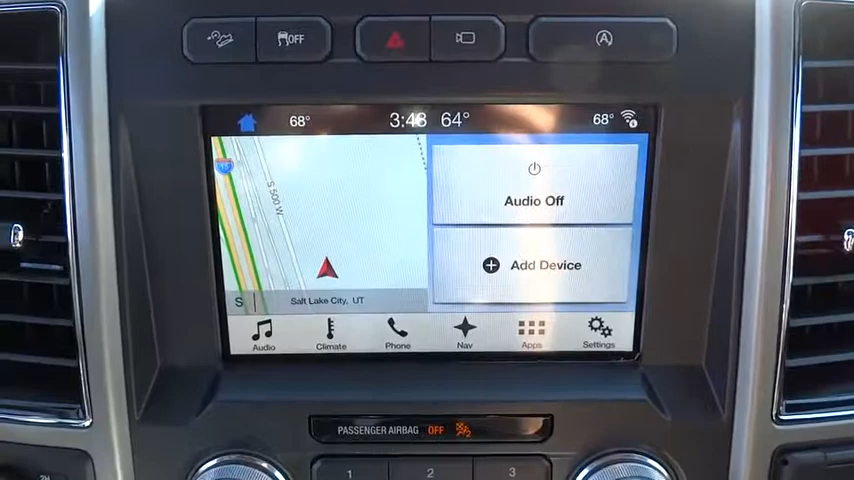 OFF
A
68° 3:48 64° 68°
15
S 500 W
Audio Off
Add Device
S
Salt Lake City, UT
Audio Climate Phone Nav Apps Settings
PASSENGER AIRBAG OFF
1 2 3